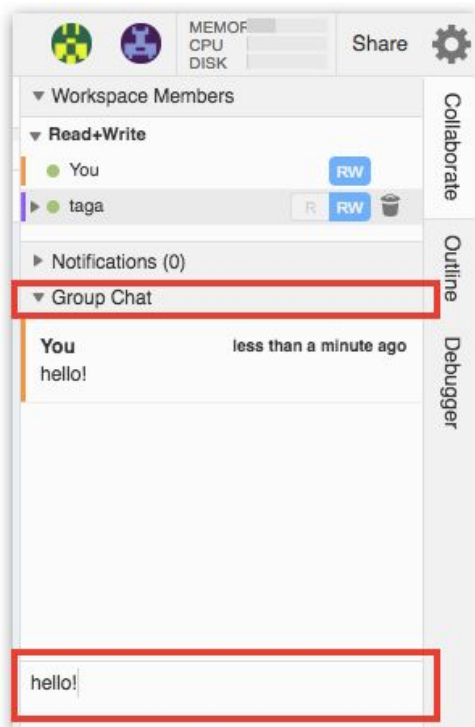 MEMOR
CPU
DISK
Share
Workspace Members
Read+Write
You
RW
taga
R
RW
Notifications (0)
Group Chat
You
less than a minute ago
hello!
hello!
Collaborate
Outline
Debugger